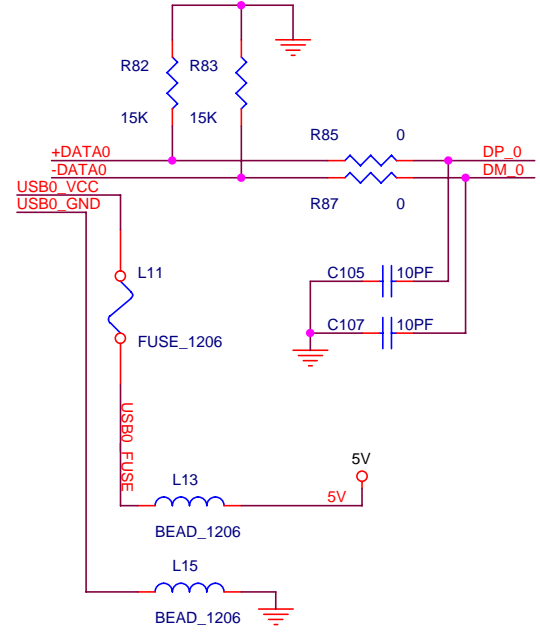 R82 R83
15K 15K
R85 0
+DATA0 DP_0
-DATA0 DM_0
USB0_VCC
USB0_GND
R87 0
L11
C105 10PF
C107 10PF
FUSE_1206
USB0_FUSE
5V
L13
5V
BEAD_1206
L15
BEAD_1206